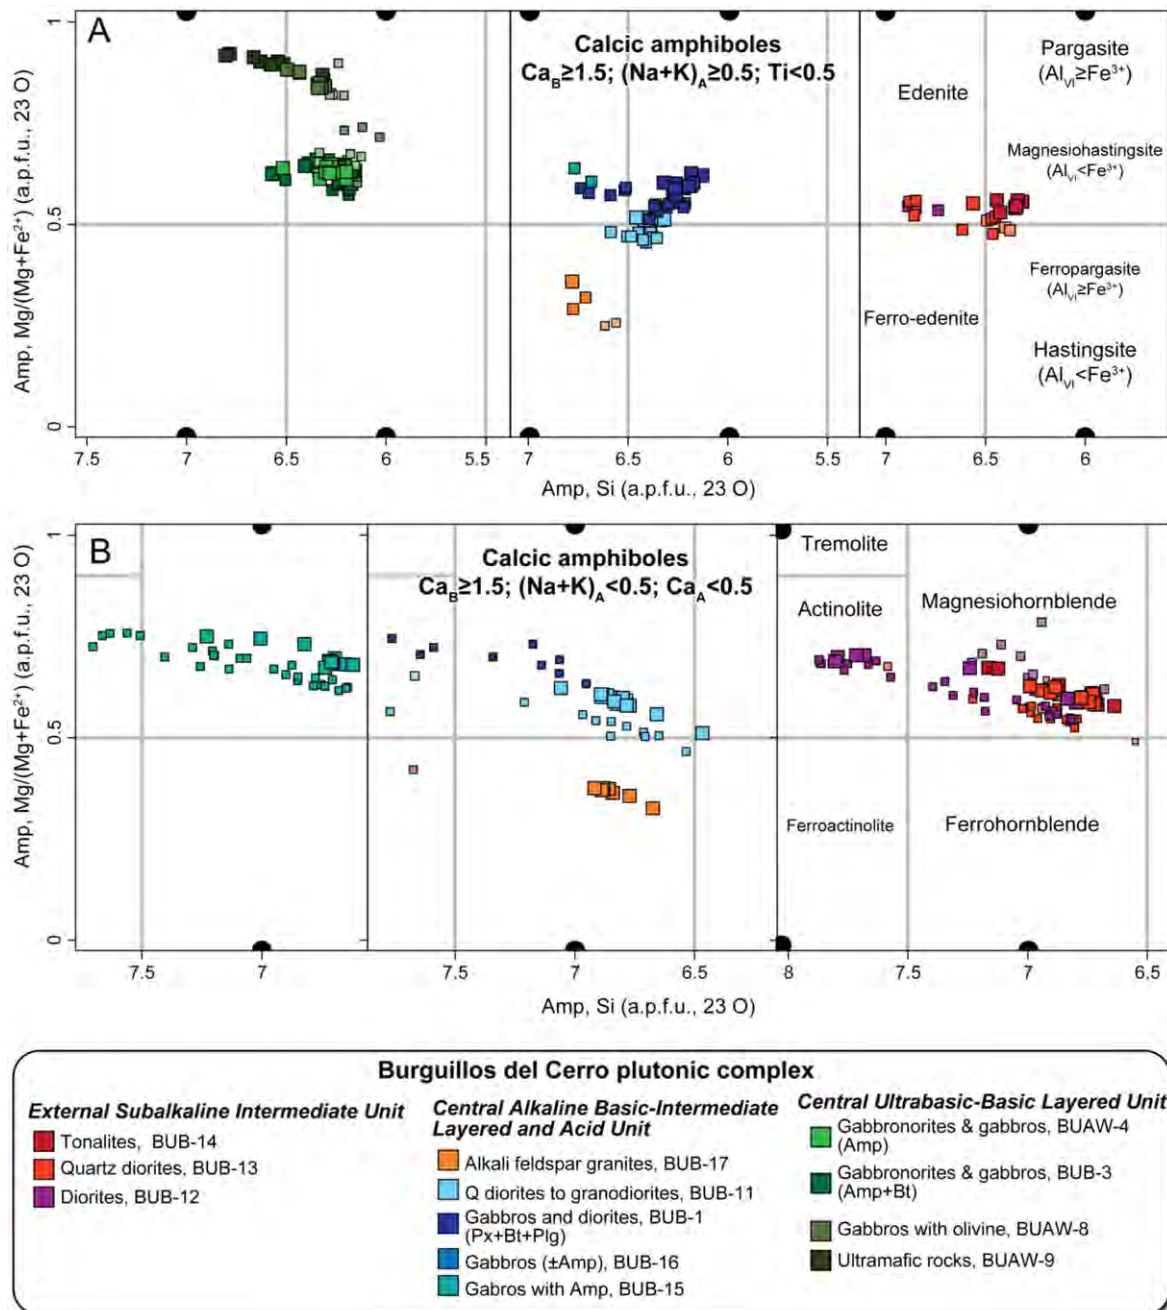 A
Calcic amphiboles
Ca_B≥1.5; (Na+K)_A≥0.5; Ti<0.5
Edenite
Pargasite
(Al_VI≥Fe³⁺)
Magnesiohastingsite
(Al_VI<Fe³⁺)
Ferropargasite
(Al_VI≥Fe³⁺)
Ferro-edenite
Hastingsite
(Al_VI<Fe³⁺)
Amp, Mg/(Mg+Fe²⁺) (a.p.f.u., 23 O)
1
0.5
0
7.5 7 6.5 6 5.5 7 6.5 6 5.5 7 6.5 6
Amp, Si (a.p.f.u., 23 O)
B
Calcic amphiboles
Ca_B≥1.5; (Na+K)_A<0.5; Ca_A<0.5
Tremolite
Actinolite
Magnesiohornblende
Ferroactinolite
Ferrohornblende
Amp, Mg/(Mg+Fe²⁺) (a.p.f.u., 23 O)
1
0.5
0
7.5 7 7.5 7 6.5 8 7.5 7 6.5
Amp, Si (a.p.f.u., 23 O)
Burguillos del Cerro plutonic complex
External Subalkaline Intermediate Unit
Tonalites, BUB-14
Quartz diorites, BUB-13
Diorites, BUB-12
Central Alkaline Basic-Intermediate
Layered and Acid Unit
Alkali feldspar granites, BUB-17
Q diorites to granodiorites, BUB-11
Gabbros and diorites, BUB-1
(Px+Bt+Plg)
Gabbros (±Amp), BUB-16
Gabros with Amp, BUB-15
Central Ultrabasic-Basic Layered Unit
Gabbronorites & gabbros, BUAW-4
(Amp)
Gabbronorites & gabbros, BUB-3
(Amp+Bt)
Gabbros with olivine, BUAW-8
Ultramafic rocks, BUAW-9